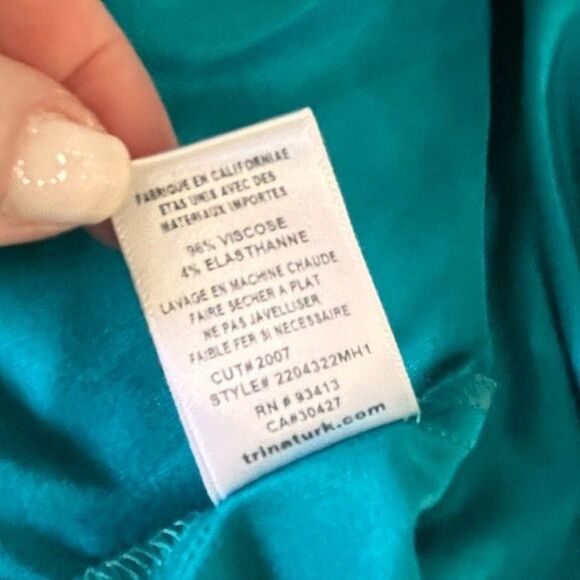 FABRIQUE EN CALIFORNIAE
ETAS UNIS AVEC DES
MATERIAUX IMPORTES
96% VISCOSE
4% ELASTHANNE
LAVAGE EN MACHINE CHAUDE
FAIRE SECHER A PLAT
NE PAS JAVELLISER
FAIBLE FER SI NECESSAIRE
CUT# 2007
STYLE# 2204322MH1
RN # 93413
CA#30427
trinaturk.com